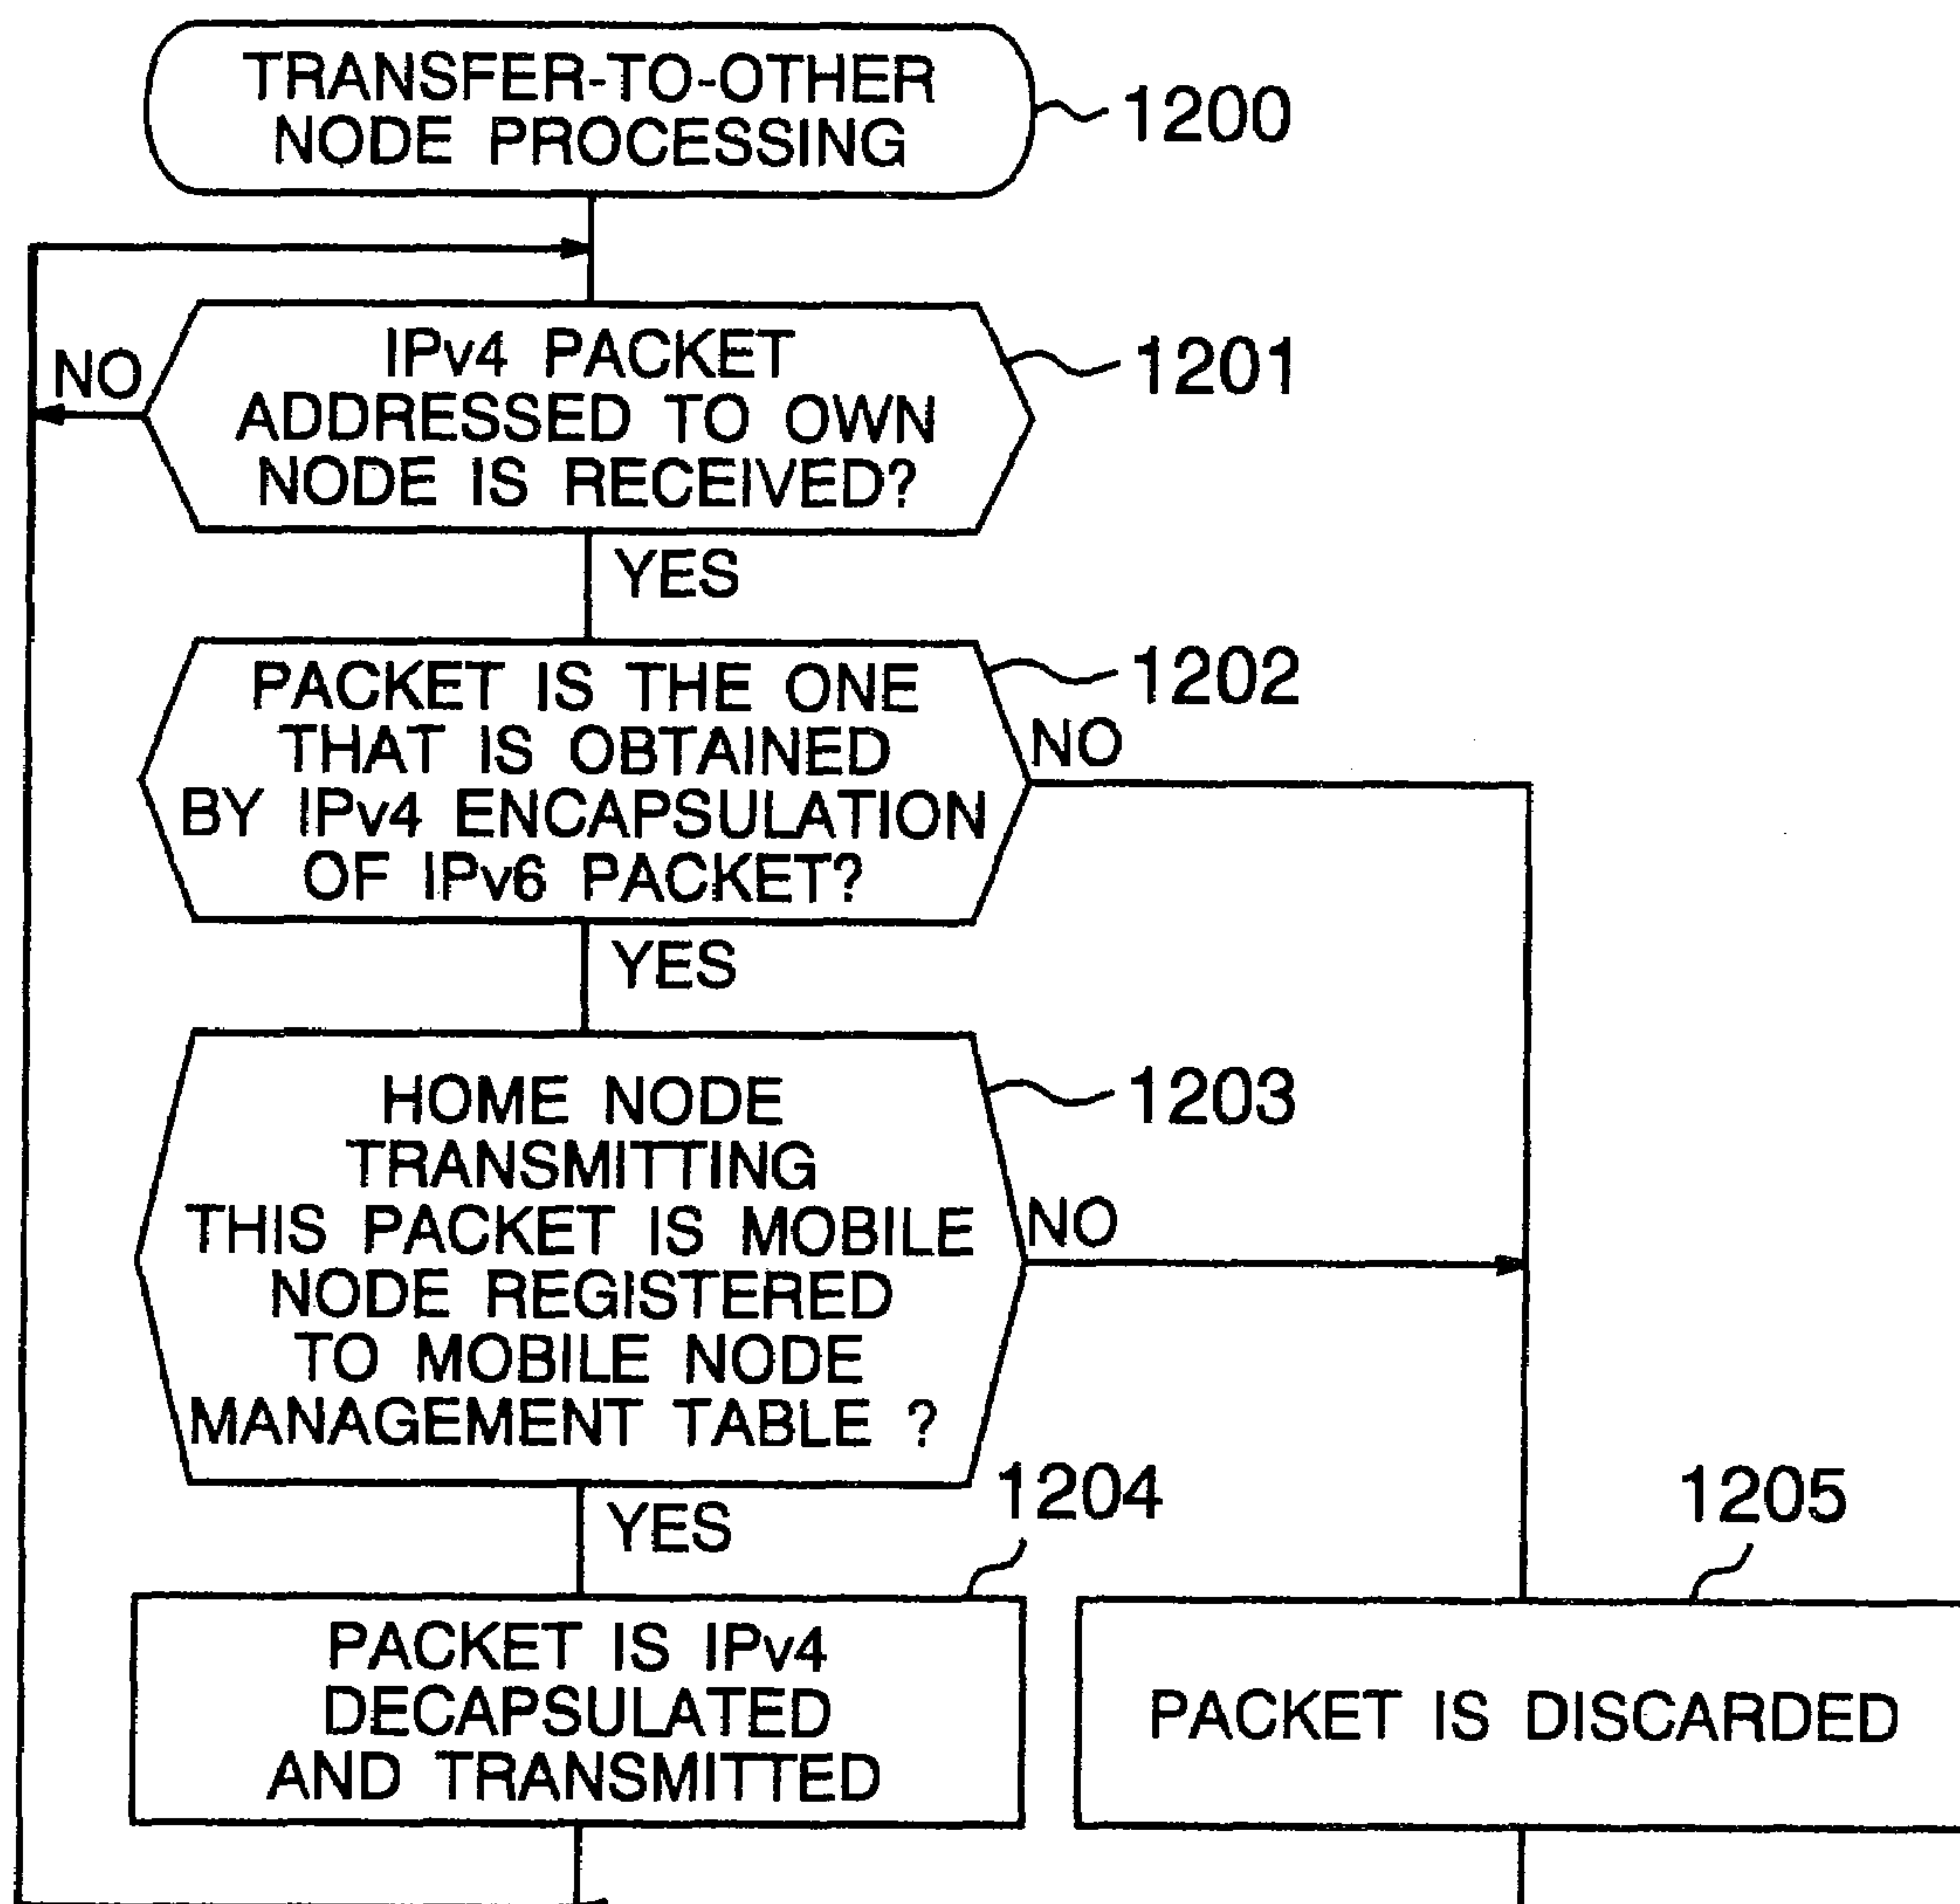 TRANSFER-TO-OTHER
NODE PROCESSING
1200
IPv4 PACKET
ADDRESSED TO OWN
NODE IS RECEIVED?
1201
NO
YES
PACKET IS THE ONE
THAT IS OBTAINED
BY IPv4 ENCAPSULATION
OF IPv6 PACKET?
1202
NO
YES
HOME NODE
TRANSMITTING
THIS PACKET IS MOBILE
NODE REGISTERED
TO MOBILE NODE
MANAGEMENT TABLE ?
1203
NO
YES
1204
PACKET IS IPv4
DECAPSULATED
AND TRANSMITTED
1205
PACKET IS DISCARDED